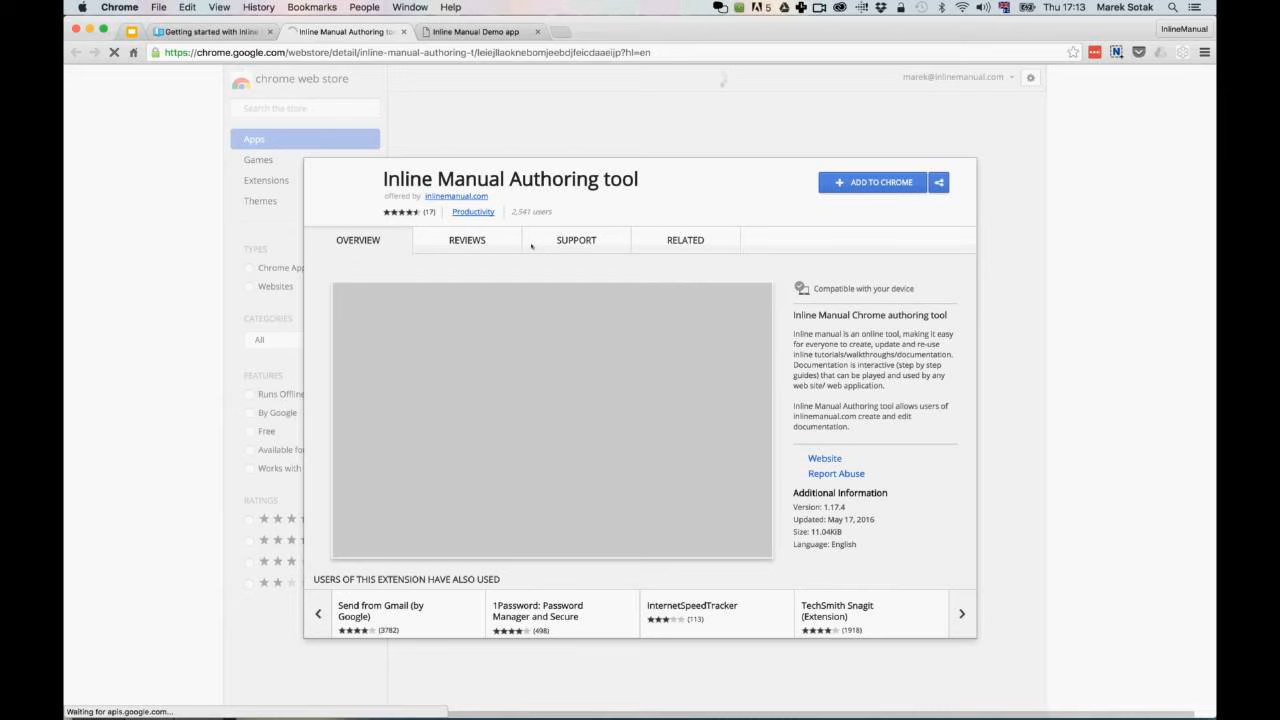 Chrome File Edit View History Bookmarks People Window Help
5 Thu 17:13 Marek Sotak
Getting started with Inline
Inline Manual Authoring to
Inline Manual Demo app
InlineManual
https://chrome.google.com/webstore/detail/inline-manual-authoring-t/leiejllaoknebomjeebdjfeiccdaaeijp?hl=en
chrome web store
marek@inlinemanual.com
Search the store
Apps
Games
Extensions
Themes
TYPES
Chrome App
Websites
CATEGORIES
All
FEATURES
Runs Offline
By Google
Free
Available for
Works with
RATINGS
Inline Manual Authoring tool
offered by inlinemanual.com
(17) Productivity 2,541 users
ADD TO CHROME
OVERVIEW REVIEWS SUPPORT RELATED
Compatible with your device
Inline Manual Chrome authoring tool
Inline manual is an online tool, making it easy
for everyone to create, update and re-use
inline tutorials/walkthroughs/documentation.
Documentation is interactive (step by step
guides) that can be played and used by any
web site/ web application.
Inline Manual Authoring tool allows users of
inlinemanual.com create and edit
documentation.
Website
Report Abuse
Additional Information
Version: 1.17.4
Updated: May 17, 2016
Size: 11.04KiB
Language: English
USERS OF THIS EXTENSION HAVE ALSO USED
Send from Gmail (by
Google)
(3782)
1Password: Password
Manager and Secure
(498)
InternetSpeedTracker
(113)
TechSmith Snagit
(Extension)
(1918)
Waiting for apis.google.com...